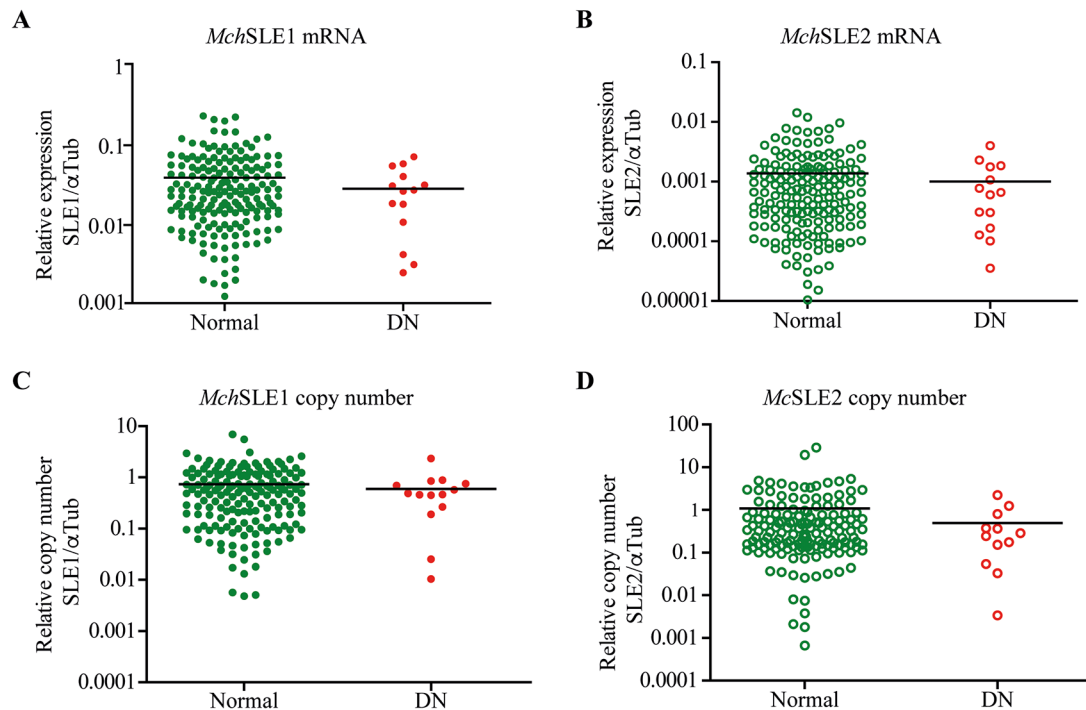 A
MchSLE1 mRNA
Relative expression
SLE1/αTub
1
0.1
0.01
0.001
Normal
DN
B
MchSLE2 mRNA
Relative expression
SLE2/αTub
0.1
0.01
0.001
0.0001
0.00001
Normal
DN
C
MchSLE1 copy number
Relative copy number
SLE1/αTub
10
1
0.1
0.01
0.001
0.0001
Normal
DN
D
McSLE2 copy number
Relative copy number
SLE2/αTub
100
10
1
0.1
0.01
0.001
0.0001
Normal
DN